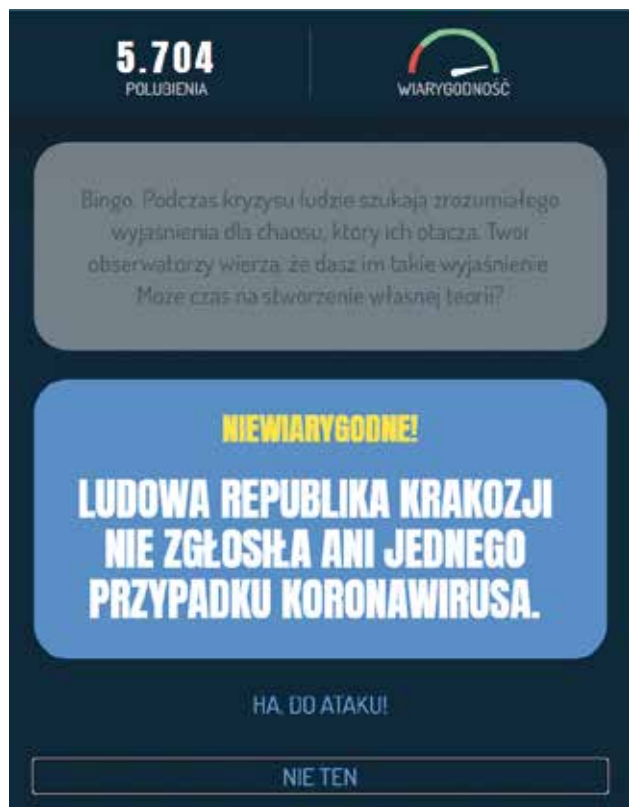 5.704
POLUBIENIA
WIARYGODNOŚĆ
Bingo. Podczas kryzysu ludzie szukają zrozumiałego
wyjaśnienia dla chaosu, który ich otacza. Twoi
obserwatorzy wierzą, że dasz im takie wyjaśnienie.
Może czas na stworzenie własnej teorii?
NIEWIARYGODNE!
LUDOWA REPUBLIKA KRAKOZJI
NIE ZGŁOSIŁA ANI JEDNEGO
PRZYPADKU KORONAWIRUSA.
HA, DO ATAKU!
NIE TEN